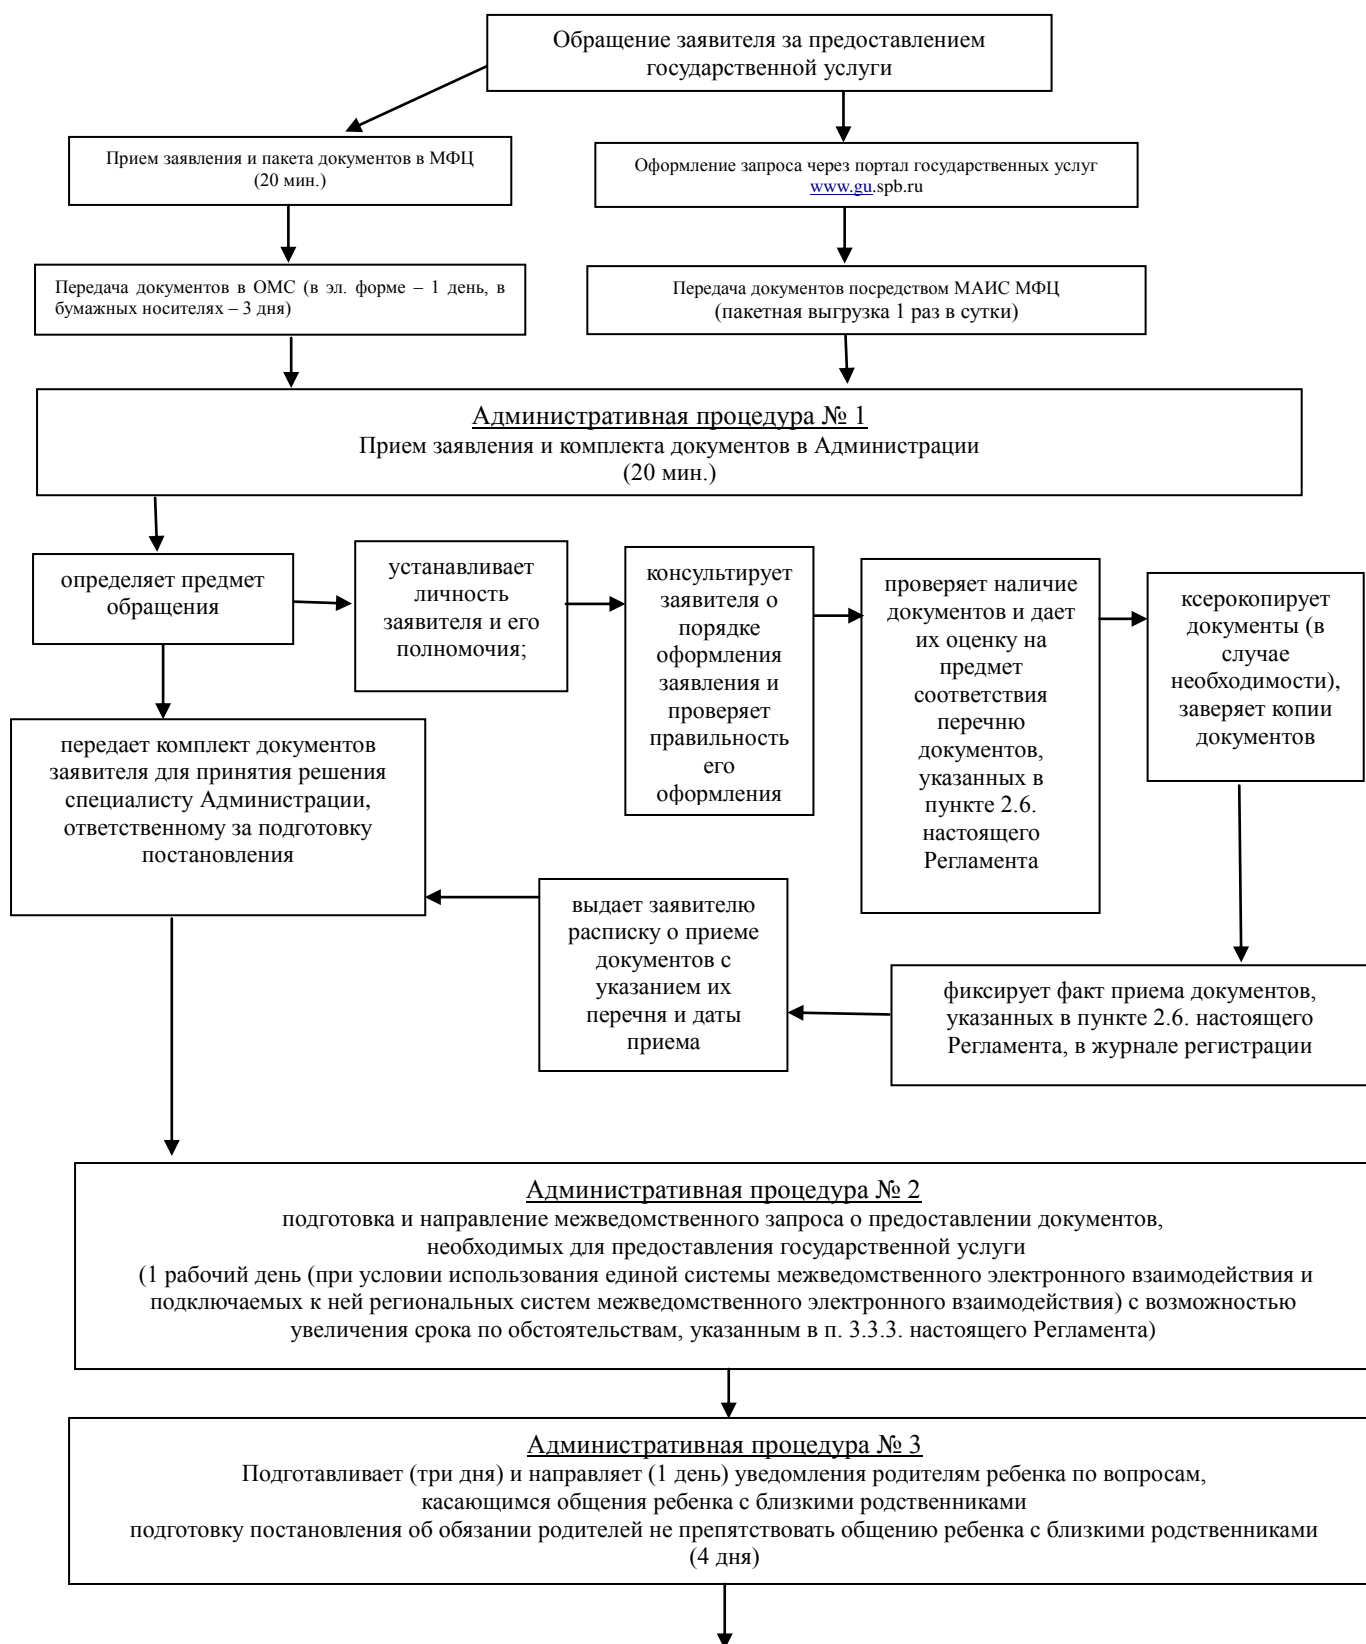 Обращение заявителя за предоставлением
государственной услуги
Прием заявления и пакета документов в МФЦ
(20 мин.)
Оформление запроса через портал государственных услуг
www.gu.spb.ru
Передача документов в ОМС (в эл. форме – 1 день, в
бумажных носителях – 3 дня)
Передача документов посредством МАИС МФЦ
(пакетная выгрузка 1 раз в сутки)
Административная процедура № 1
Прием заявления и комплекта документов в Администрации
(20 мин.)
определяет предмет
обращения
устанавливает
личность
заявителя и его
полномочия;
консультирует
заявителя о
порядке
оформления
заявления и
проверяет
правильность
его
оформления
проверяет наличие
документов и дает
их оценку на
предмет
соответствия
перечню
документов,
указанных в
пункте 2.6.
настоящего
Регламента
ксерокопирует
документы (в
случае
необходимости),
заверяет копии
документов
передает комплект документов
заявителя для принятия решения
специалисту Администрации,
ответственному за подготовку
постановления
выдает заявителю
расписку о приеме
документов с
указанием их
перечня и даты
приема
фиксирует факт приема документов,
указанных в пункте 2.6. настоящего
Регламента, в журнале регистрации
Административная процедура № 2
подготовка и направление межведомственного запроса о предоставлении документов,
необходимых для предоставления государственной услуги
(1 рабочий день (при условии использования единой системы межведомственного электронного взаимодействия и
подключаемых к ней региональных систем межведомственного электронного взаимодействия) с возможностью
увеличения срока по обстоятельствам, указанным в п. 3.3.3. настоящего Регламента)
Административная процедура № 3
Подготавливает (три дня) и направляет (1 день) уведомления родителям ребенка по вопросам,
касающимся общения ребенка с близкими родственниками
подготовку постановления об обязании родителей не препятствовать общению ребенка с близкими родственниками
(4 дня)